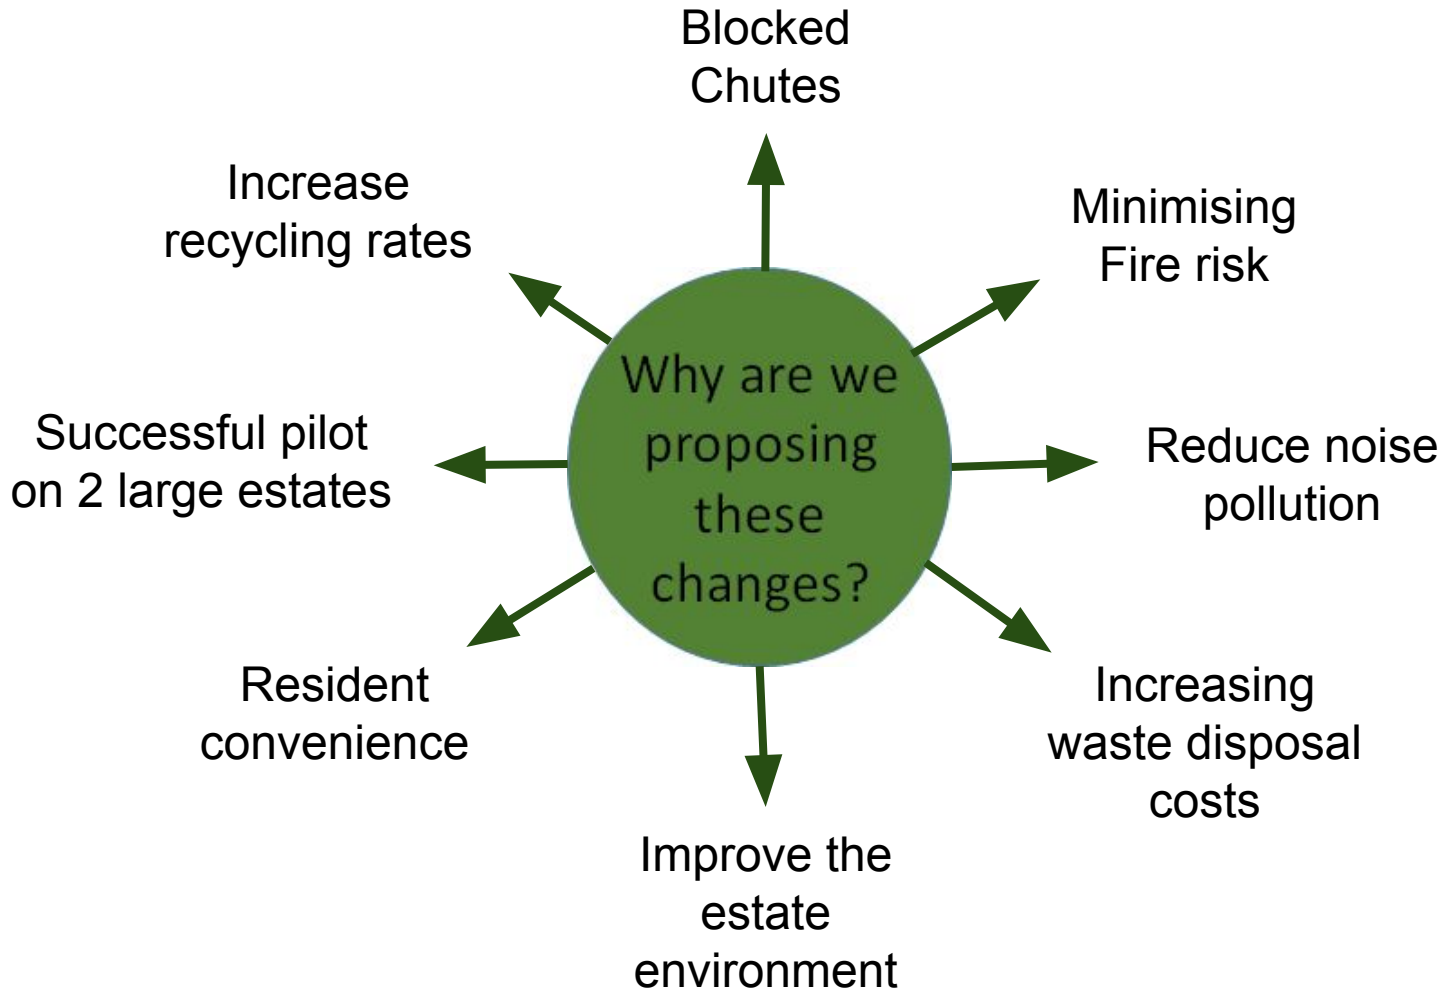 Blocked
Chutes
Increase
recycling rates
Minimising
Fire risk
Why are we
proposing
these
changes?
Successful pilot
on 2 large estates
Reduce noise
pollution
Resident
convenience
Increasing
waste disposal
costs
Improve the
estate
environment